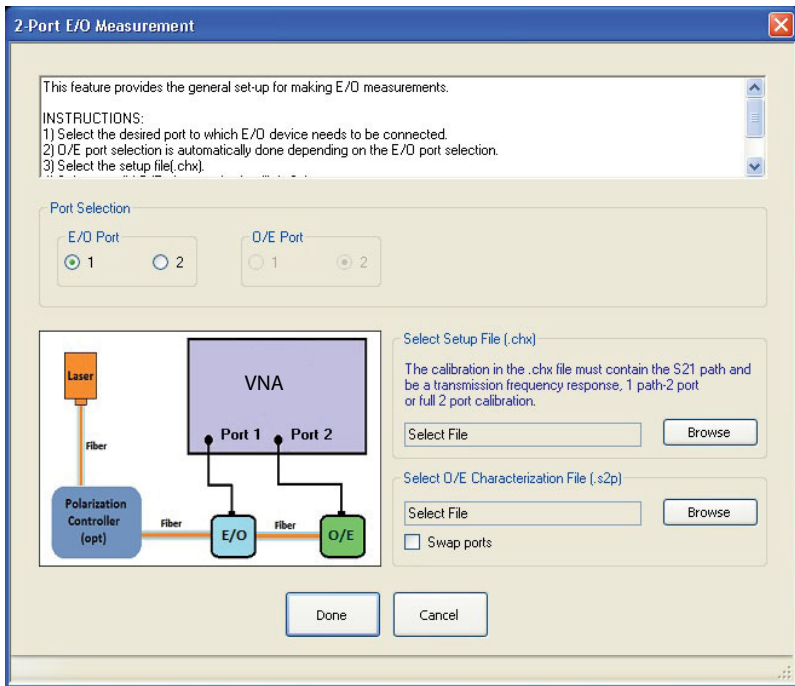 2-Port E/O Measurement
This feature provides the general set-up for making E/O measurements.
INSTRUCTIONS:
1) Select the desired port to which E/O device needs to be connected.
2) O/E port selection is automatically done depending on the E/O port selection.
3) Select the setup file(.chx).
Port Selection
E/O Port
1 2
O/E Port
1 2
Laser
Fiber
Polarization
Controller
(opt)
Fiber
VNA
Port 1 Port 2
E/O
Fiber
O/E
Select Setup File (.chx)
The calibration in the .chx file must contain the S21 path and
be a transmission frequency response, 1 path-2 port
or full 2 port calibration.
Select File
Browse
Select O/E Characterization File (.s2p)
Select File
Browse
Swap ports
Done
Cancel